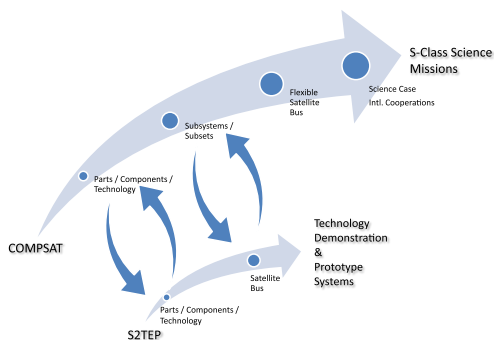 S-Class Science
Missions
Science Case
Intl. Cooperations
Flexible
Satellite
Bus
Subsystems /
Subsets
Parts / Components /
Technology
COMPSAT
Technology
Demonstration
&
Prototype
Systems
Satellite
Bus
Parts / Components /
Technology
S2TEP